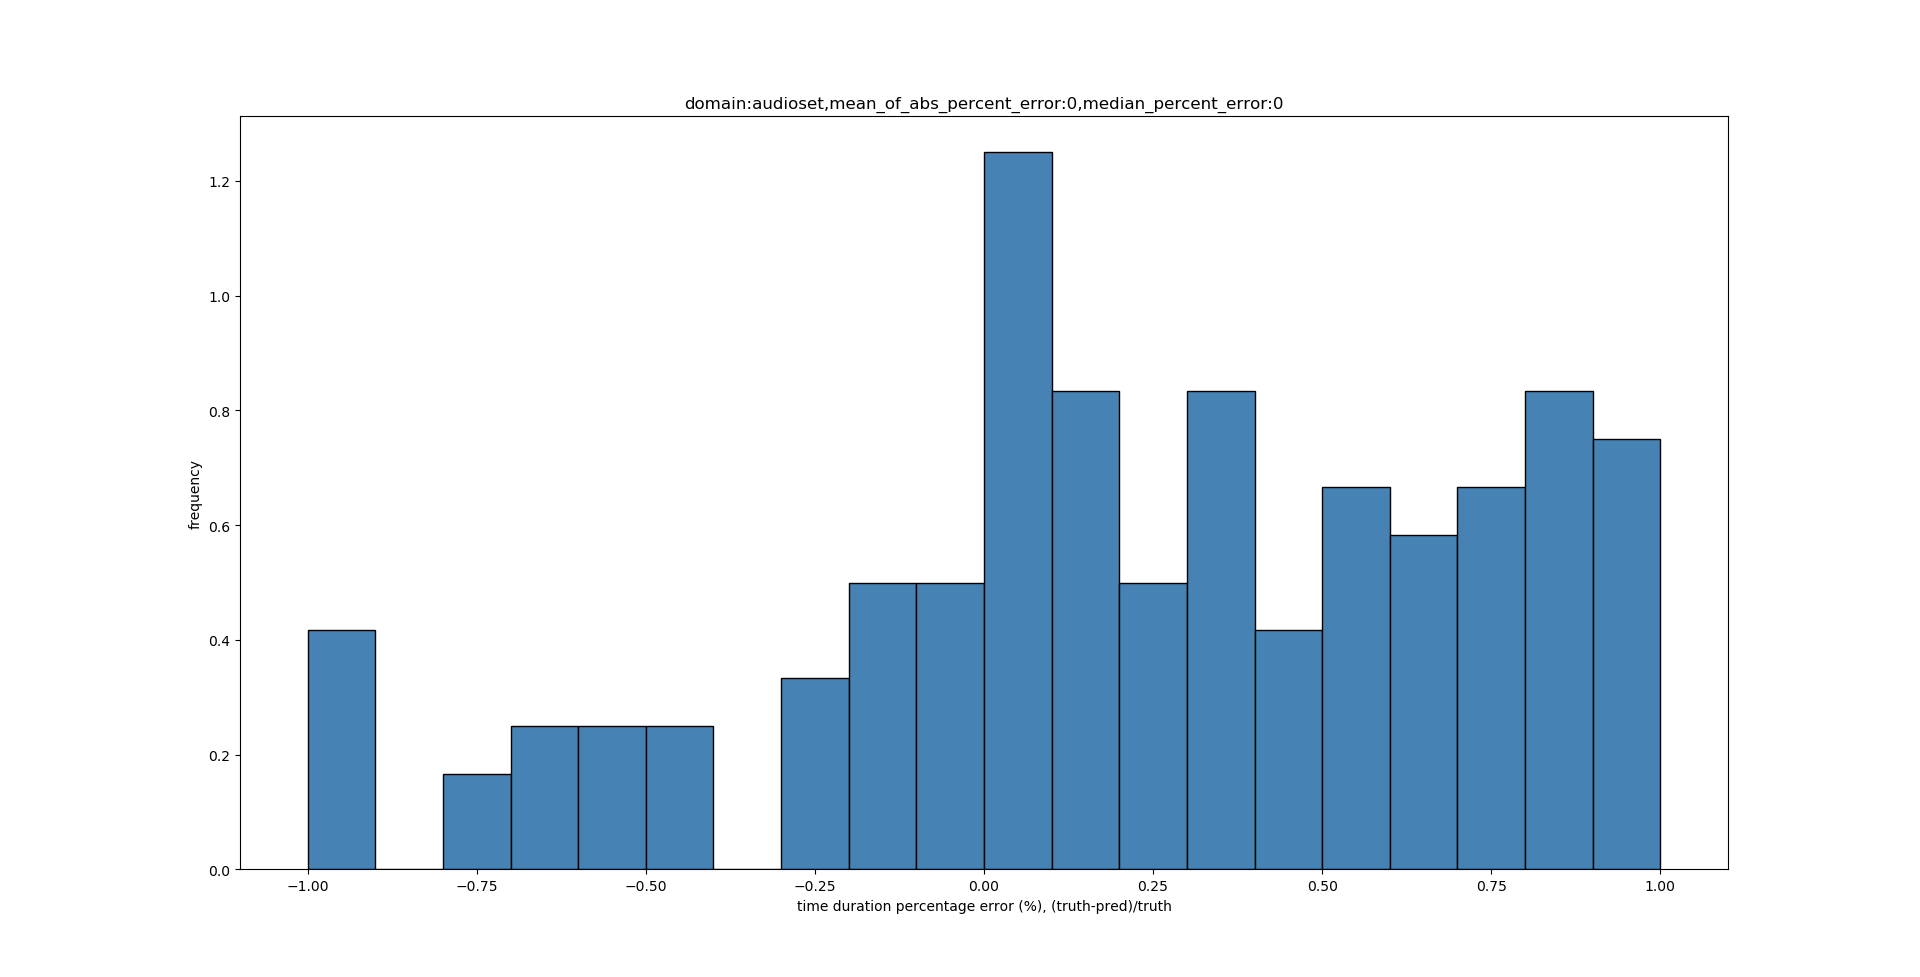 domain:audioset,mean_of_abs_percent_error:0,median_percent_error:0
1.2
1.0
0.8
0.6
0.4
0.2
0.0
frequency
−1.00 −0.75 −0.50 −0.25 0.00 0.25 0.50 0.75 1.00
time duration percentage error (%), (truth-pred)/truth